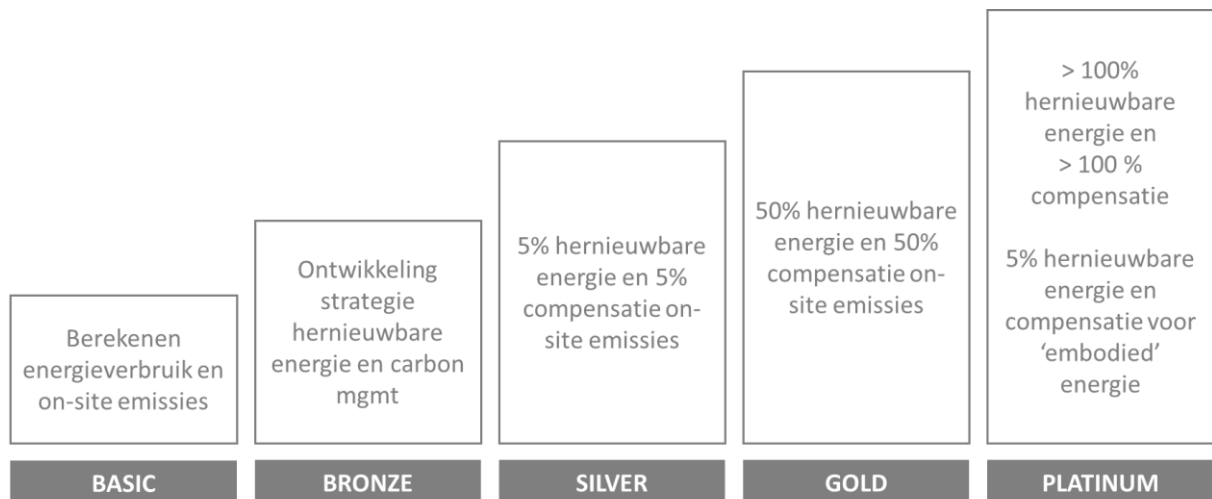 Berekenen
energieverbruik en
on-site emissies
BASIC
Ontwikkeling
strategie
hernieuwbare
energie en carbon
mgmt
BRONZE
5% hernieuwbare
energie en 5%
compensatie on-
site emissies
SILVER
50% hernieuwbare
energie en 50%
compensatie on-
site emissies
GOLD
> 100%
hernieuwbare
energie en
> 100 %
compensatie
5% hernieuwbare
energie en
compensatie voor
‘embodied’
energie
PLATINUM